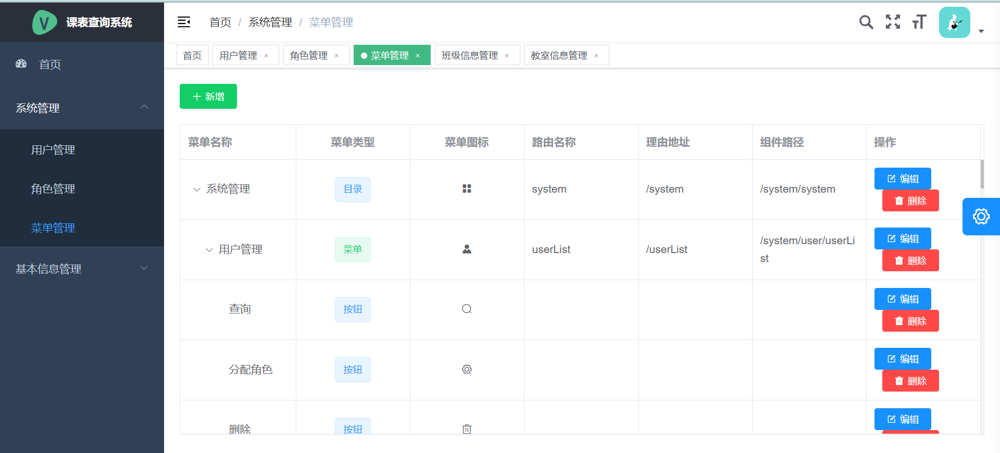 V 课表查询系统
首页 / 系统管理 / 菜单管理
首页
系统管理
用户管理
角色管理
菜单管理
基本信息管理
首页 用户管理 × 角色管理 × 菜单管理 × 班级信息管理 × 教室信息管理 ×
+ 新增
菜单名称 菜单类型 菜单图标 路由名称 理由地址 组件路径 操作
系统管理 目录 system /system /system/system 编辑
删除
用户管理 菜单 userList /userList /system/user/userLi
st
编辑
删除
查询 按钮 编辑
删除
分配角色 按钮 编辑
删除
删除 按钮 编辑